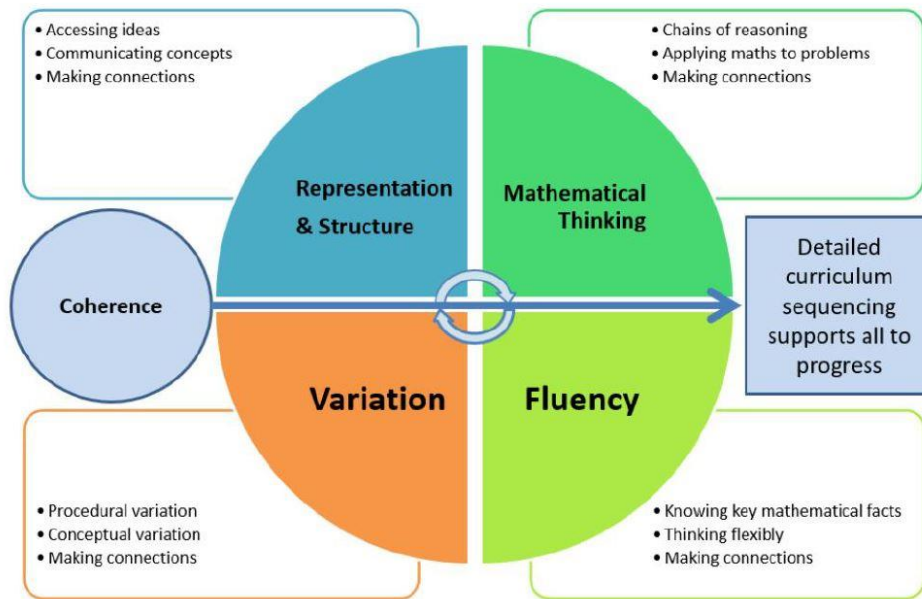 • Accessing ideas
• Communicating concepts
• Making connections
• Chains of reasoning
• Applying maths to problems
• Making connections
Representation
& Structure
Mathematical
Thinking
Coherence
Detailed
curriculum
sequencing
supports all to
progress
Variation
Fluency
• Procedural variation
• Conceptual variation
• Making connections
• Knowing key mathematical facts
• Thinking flexibly
• Making connections